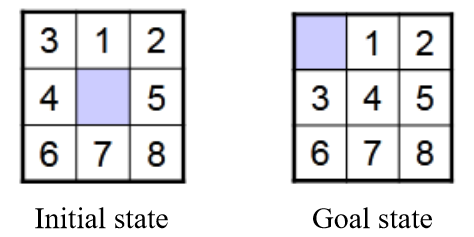 3 1 2
4 5
6 7 8
Initial state
1 2
3 4 5
6 7 8
Goal state